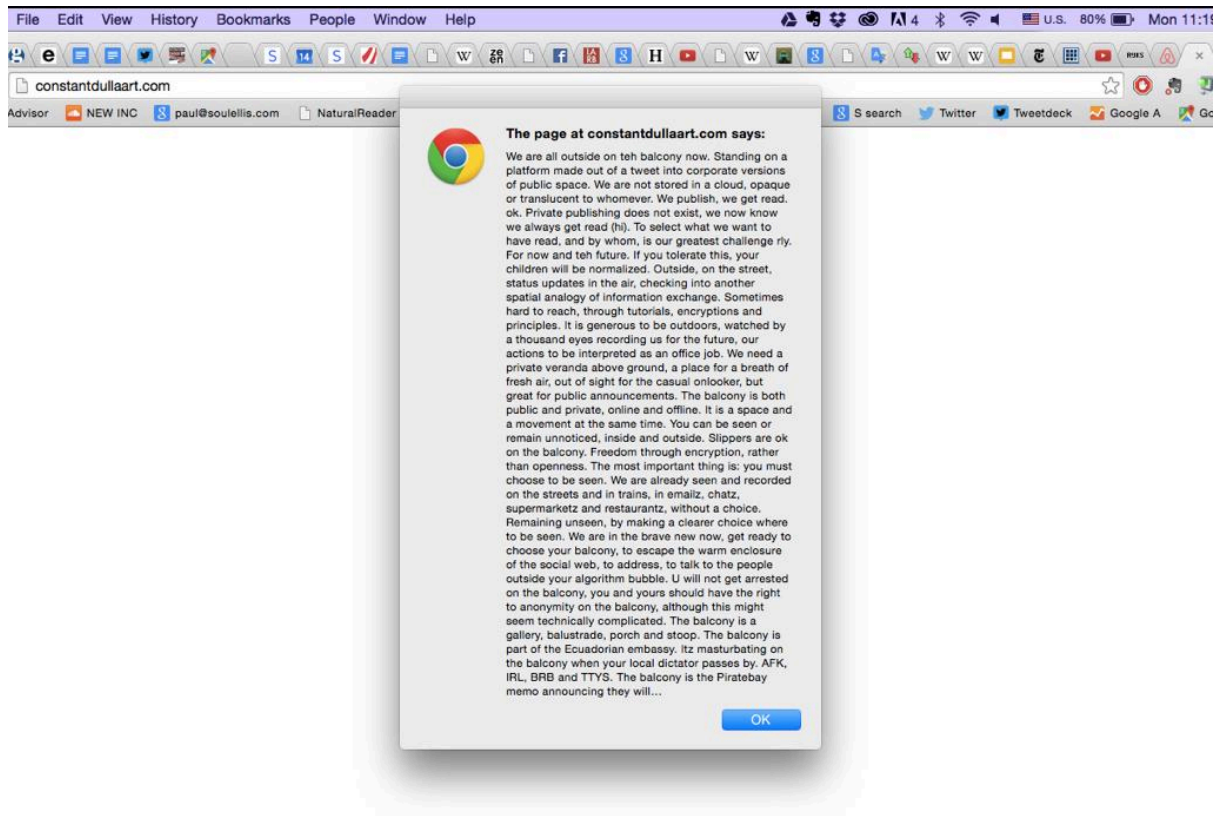 File Edit View History Bookmarks People Window Help 4 U.S. 80% Mon 11:19
e S 14 S W ZE ON f 8 H W 8 W W
constantdullaart.com
Advisor NEW INC 8 paul@soulellis.com NaturalReader 8 S search Twitter Tweetdeck Google A Go
The page at constantdullaart.com says:
We are all outside on teh balcony now. Standing on a
platform made out of a tweet into corporate versions
of public space. We are not stored in a cloud, opaque
or translucent to whomever. We publish, we get read.
ok. Private publishing does not exist, we now know
we always get read (hi). To select what we want to
have read, and by whom, is our greatest challenge rly.
For now and teh future. If you tolerate this, your
children will be normalized. Outside, on the street,
status updates in the air, checking into another
spatial analogy of information exchange. Sometimes
hard to reach, through tutorials, encryptions and
principles. It is generous to be outdoors, watched by
a thousand eyes recording us for the future, our
actions to be interpreted as an office job. We need a
private veranda above ground, a place for a breath of
fresh air, out of sight for the casual onlooker, but
great for public announcements. The balcony is both
public and private, online and offline. It is a space and
a movement at the same time. You can be seen or
remain unnoticed, inside and outside. Slippers are ok
on the balcony. Freedom through encryption, rather
than openness. The most important thing is: you must
choose to be seen. We are already seen and recorded
on the streets and in trains, in emailz, chatz,
supermarketz and restaurantz, without a choice.
Remaining unseen, by making a clearer choice where
to be seen. We are in the brave new now, get ready to
choose your balcony, to escape the warm enclosure
of the social web, to address, to talk to the people
outside your algorithm bubble. U will not get arrested
on the balcony, you and yours should have the right
to anonymity on the balcony, although this might
seem technically complicated. The balcony is a
gallery, balustrade, porch and stoop. The balcony is
part of the Ecuadorian embassy. Itz masturbating on
the balcony when your local dictator passes by. AFK,
IRL, BRB and TTYS. The balcony is the Piratebay
memo announcing they will...
OK